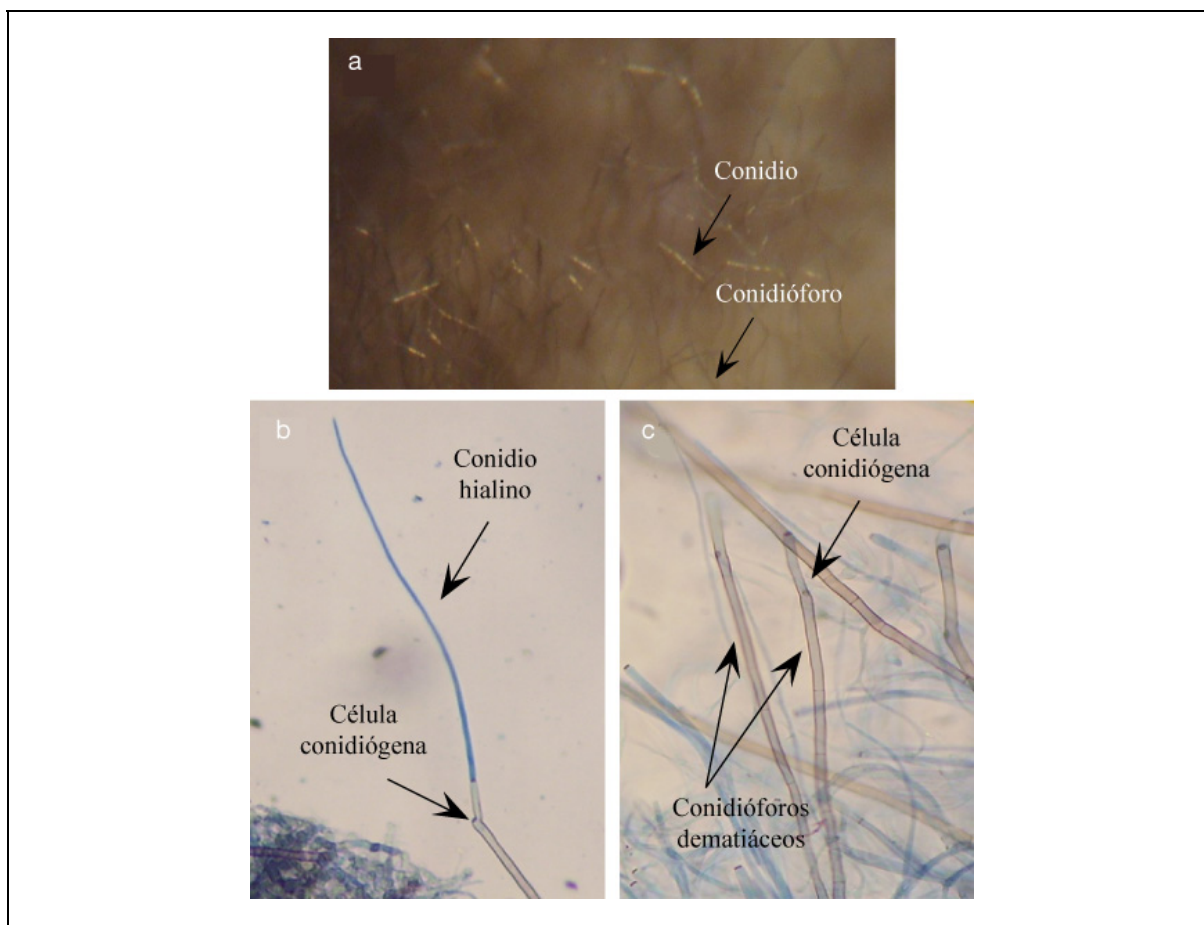 a
Conidio
Conidióforo
b
Conidio
hialino
Célula
conidiógena
c
Célula
conidiógena
Conidióforos
dematiáceos